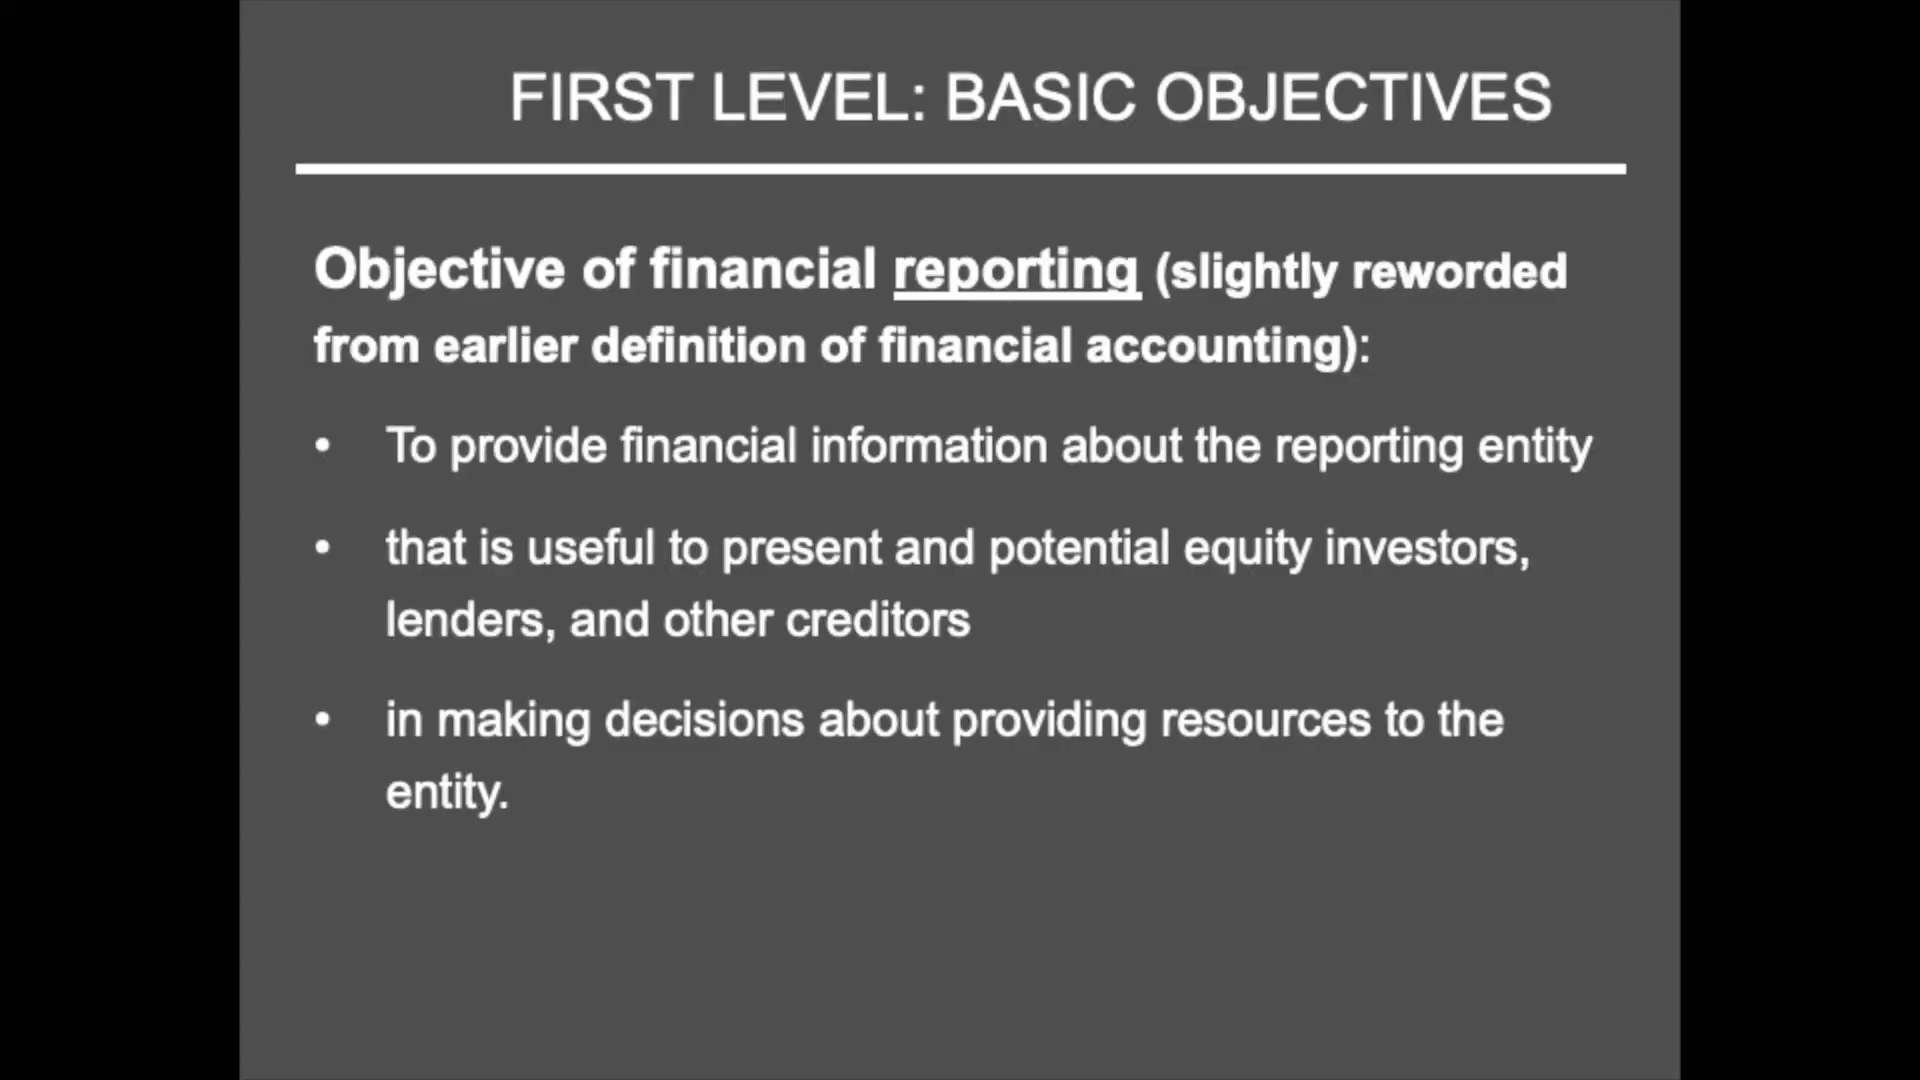 FIRST LEVEL: BASIC OBJECTIVES
Objective of financial reporting (slightly reworded
from earlier definition of financial accounting):
• To provide financial information about the reporting entity
• that is useful to present and potential equity investors,
lenders, and other creditors
• in making decisions about providing resources to the
entity.